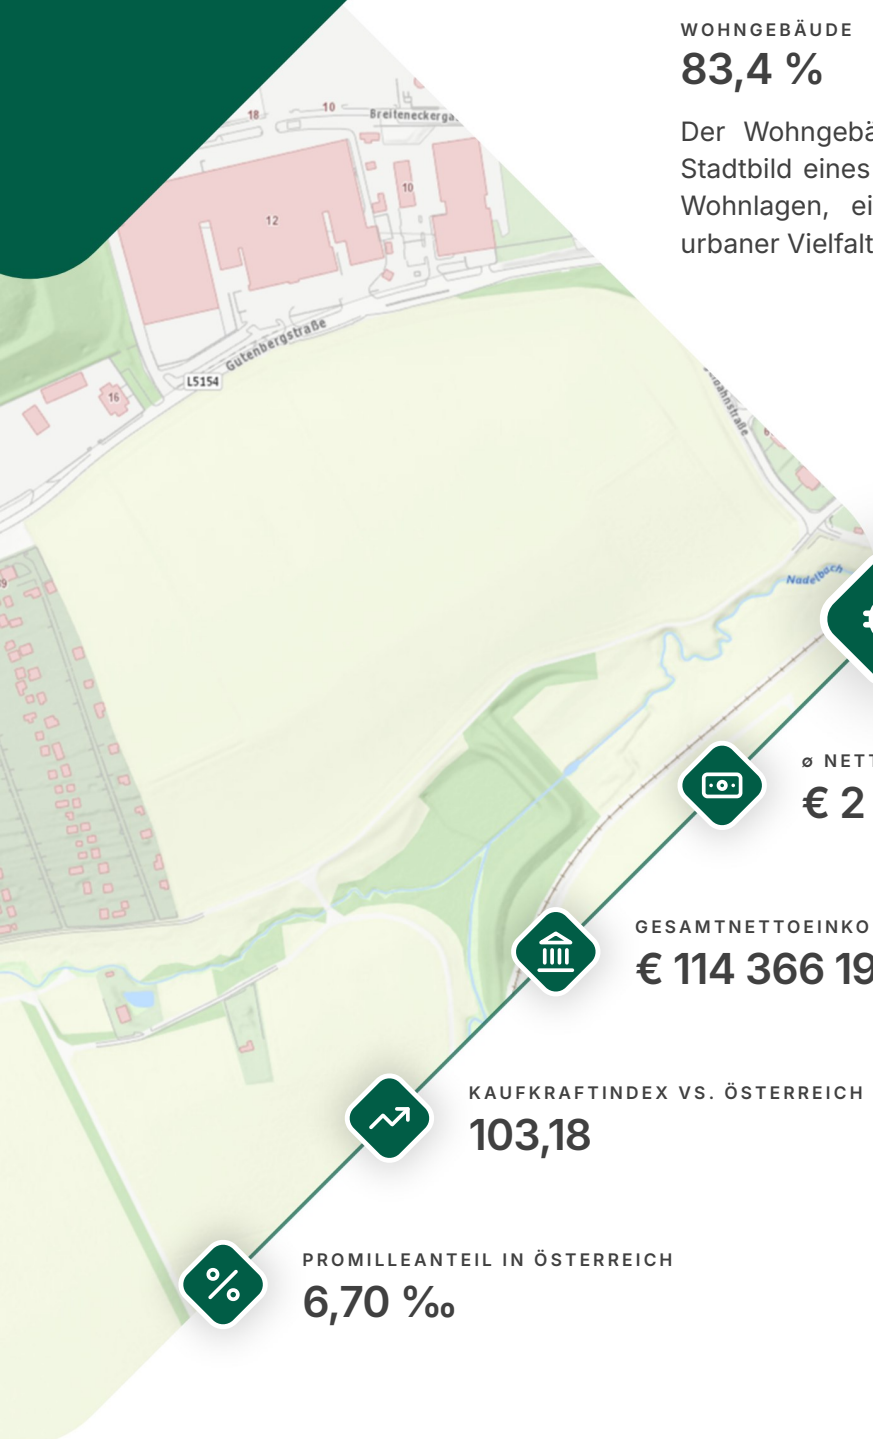 WOHNGEBÄUDE
83,4 %
Der Wohngebä
Stadtbild eines
Wohnlagen, ei
urbaner Vielfalt
18
10
Breiteneckerga
10
12
Gutenbergstraße
L5154
16
bahnstraße
Nadelbach
ø NETT
€ 2
GESAMTNETTOEINKO
€ 114 366 19
KAUFKRAFTINDEX VS. ÖSTERREICH
103,18
PROMILLEANTEIL IN ÖSTERREICH
6,70 ‰